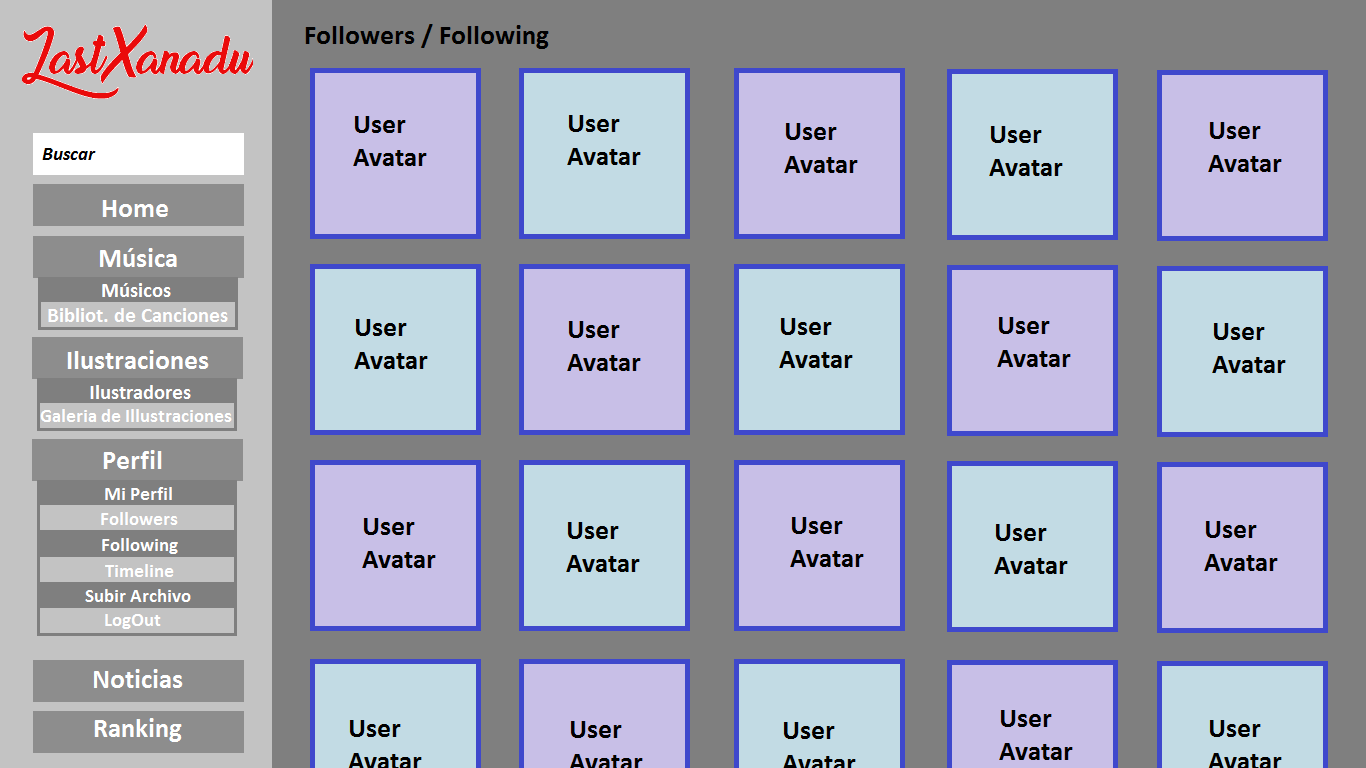 LastXanadu
Buscar
Home
Música
Músicos
Bibliot. de Canciones
Ilustraciones
Ilustradores
Galeria de Illustraciones
Perfil
Mi Perfil
Followers
Following
Timeline
Subir Archivo
LogOut
Noticias
Ranking
Followers / Following
User
Avatar
User
Avatar
User
Avatar
User
Avatar
User
Avatar
User
Avatar
User
Avatar
User
Avatar
User
Avatar
User
Avatar
User
Avatar
User
Avatar
User
Avatar
User
Avatar
User
Avatar
User
Avatar
User
Avatar
User
Avatar
User
Avatar
User
Avatar